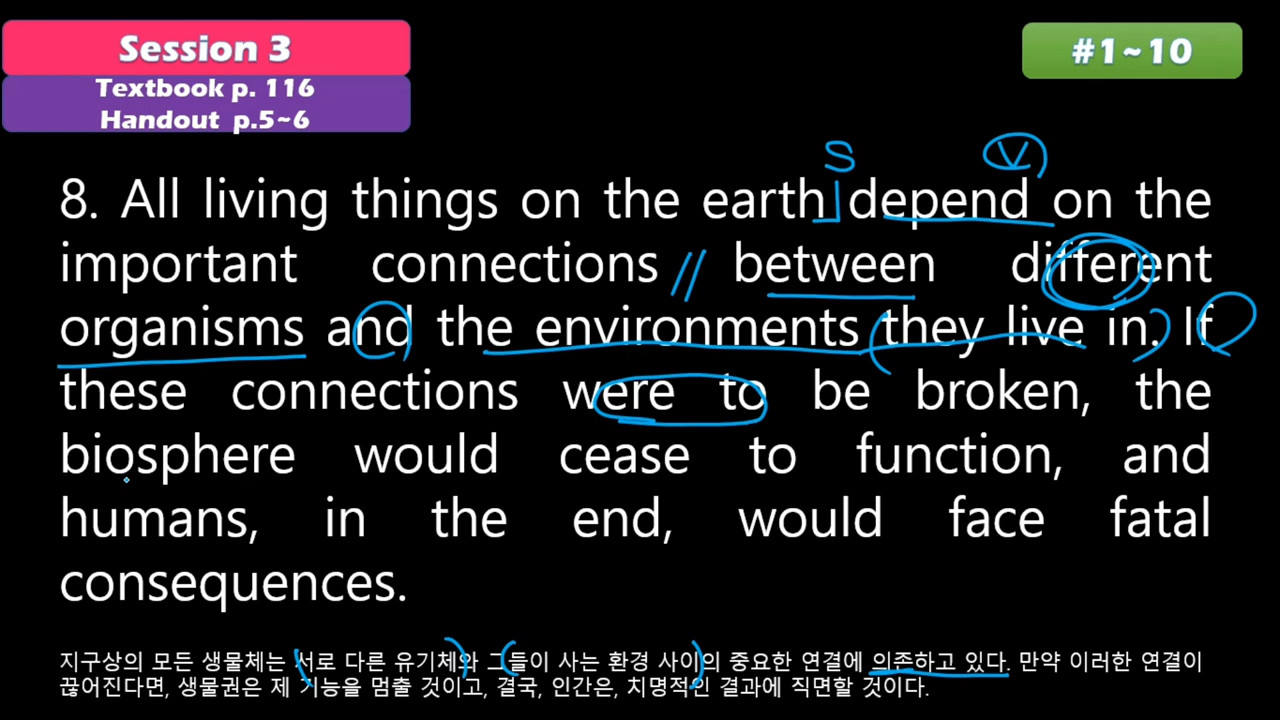 Session 3
Textbook p. 116
Handout p.5~6
#1~10
S V
8. All living things on the earth depend on the
important connections // between different
organisms and the environments they live in. If
these connections were to be broken, the
biosphere would cease to function, and
humans, in the end, would face fatal
consequences.
지구상의 모든 생물체는 서로 다른 유기체와 그들이 사는 환경 사이의 중요한 연결에 의존하고 있다. 만약 이러한 연결이
끊어진다면, 생물권은 제 기능을 멈출 것이고, 결국, 인간은, 치명적인 결과에 직면할 것이다.